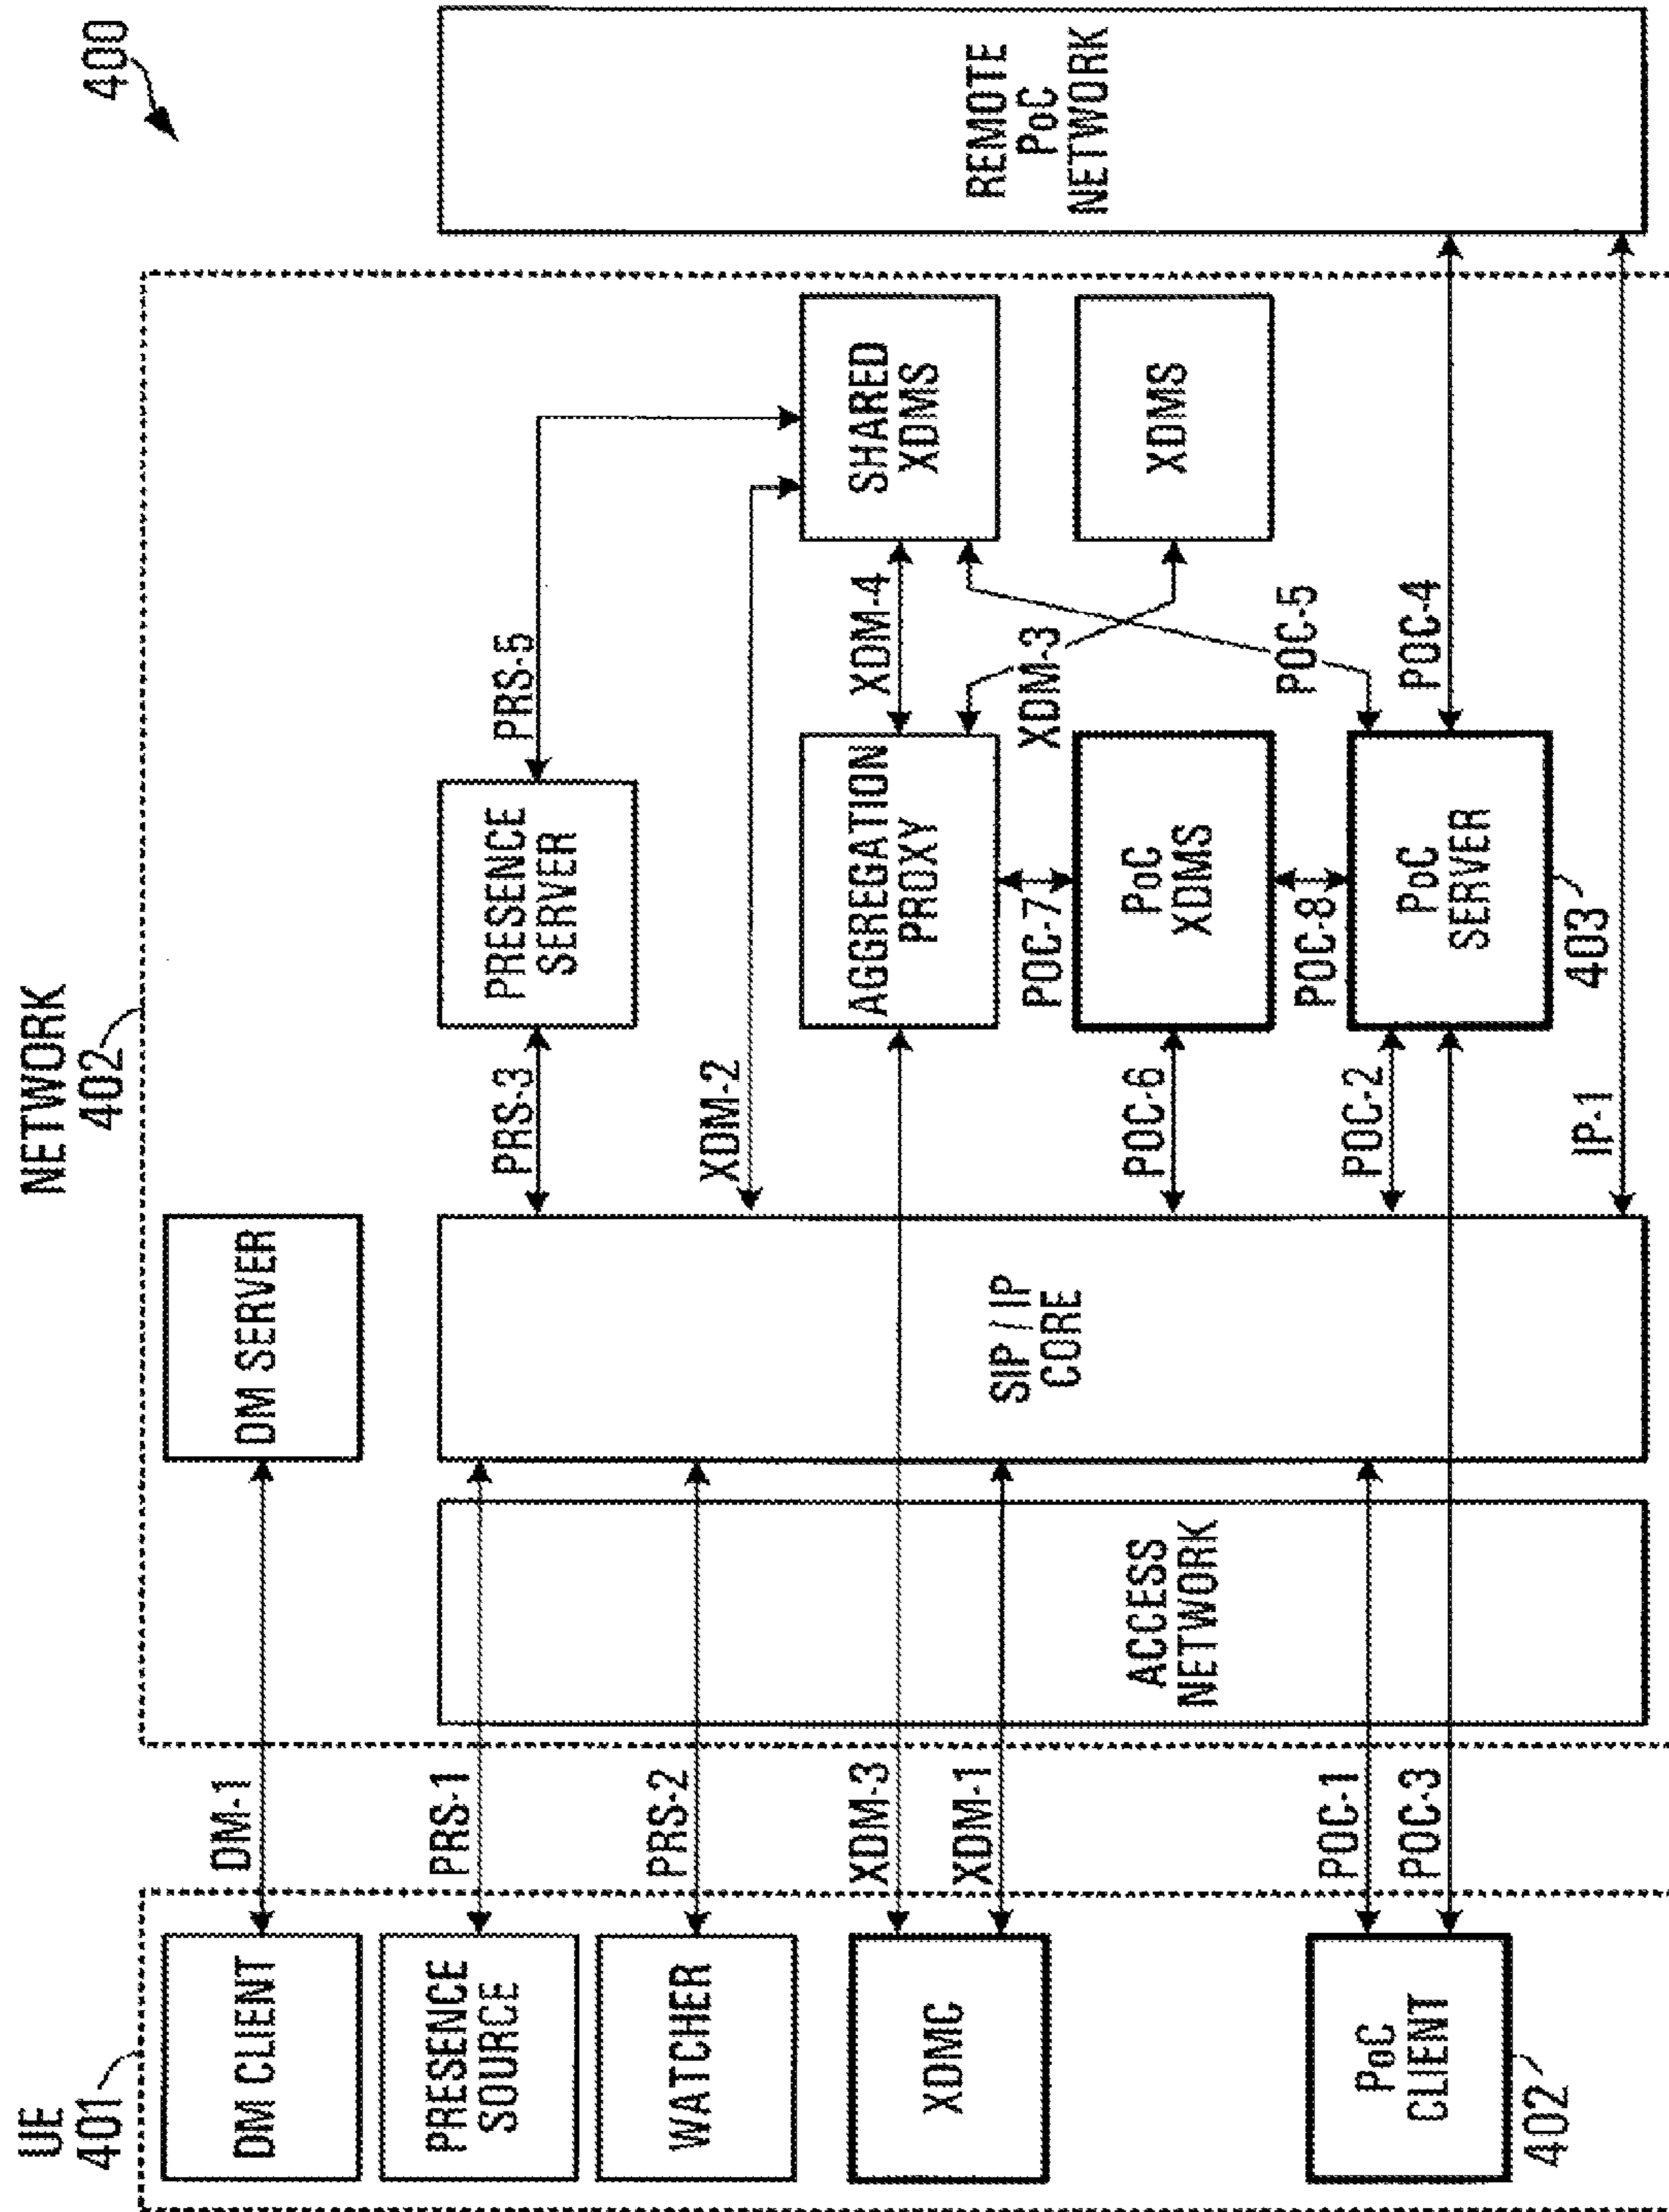 400
NETWORK
402
UE
401
DM CLIENT
DM-1
DM SERVER
PRESENCE
SOURCE
PRS-1
PRS-3
PRESENCE
SERVER
PRS-5
WATCHER
PRS-2
XDM-2
XDMC
XDM-3
XDM-1
ACCESS
NETWORK
SIP / IP
CORE
AGGREGATION
PROXY
XDM-4
SHARED
XDMS
XDM-3
POC-7
POC-6
PoC
XDMS
XDMS
POC-5
POC-8
PoC
CLIENT
402
POC-1
POC-3
POC-2
PoC
SERVER
403
POC-4
IP-1
REMOTE
PoC
NETWORK